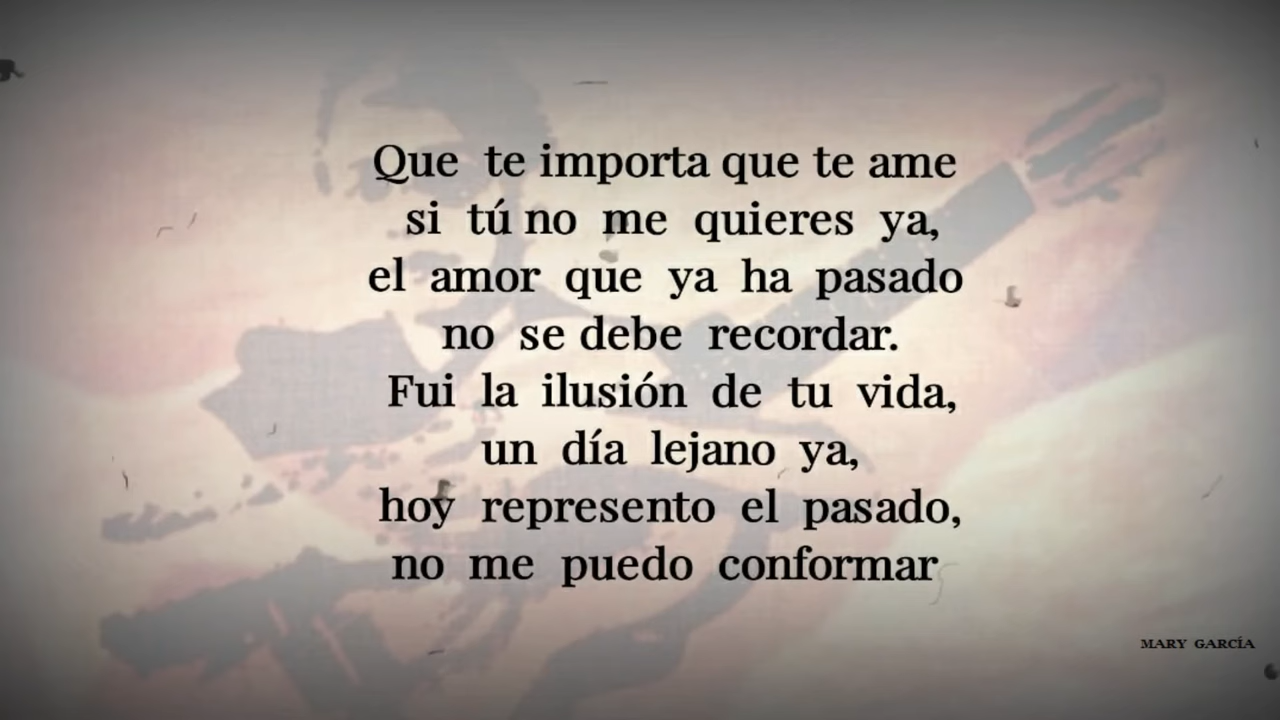 Que te importa que te ame
si tú no me quieres ya,
el amor que ya ha pasado
no se debe recordar.
Fui la ilusión de tu vida,
un día lejano ya,
hoy represento el pasado,
no me puedo conformar
MARY GARCÍA